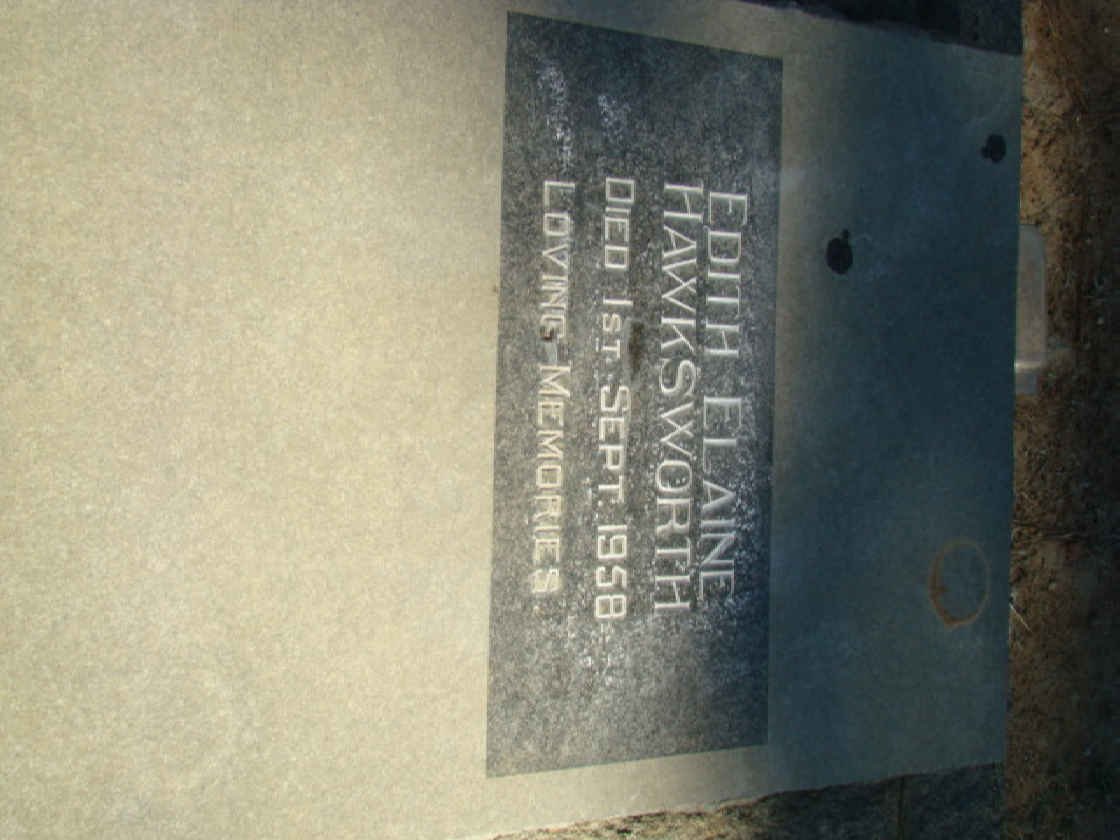 EDITH ELAINE
HAWKSWORTH
DIED 1ST. SEPT. 1958
LOVING MEMORIES